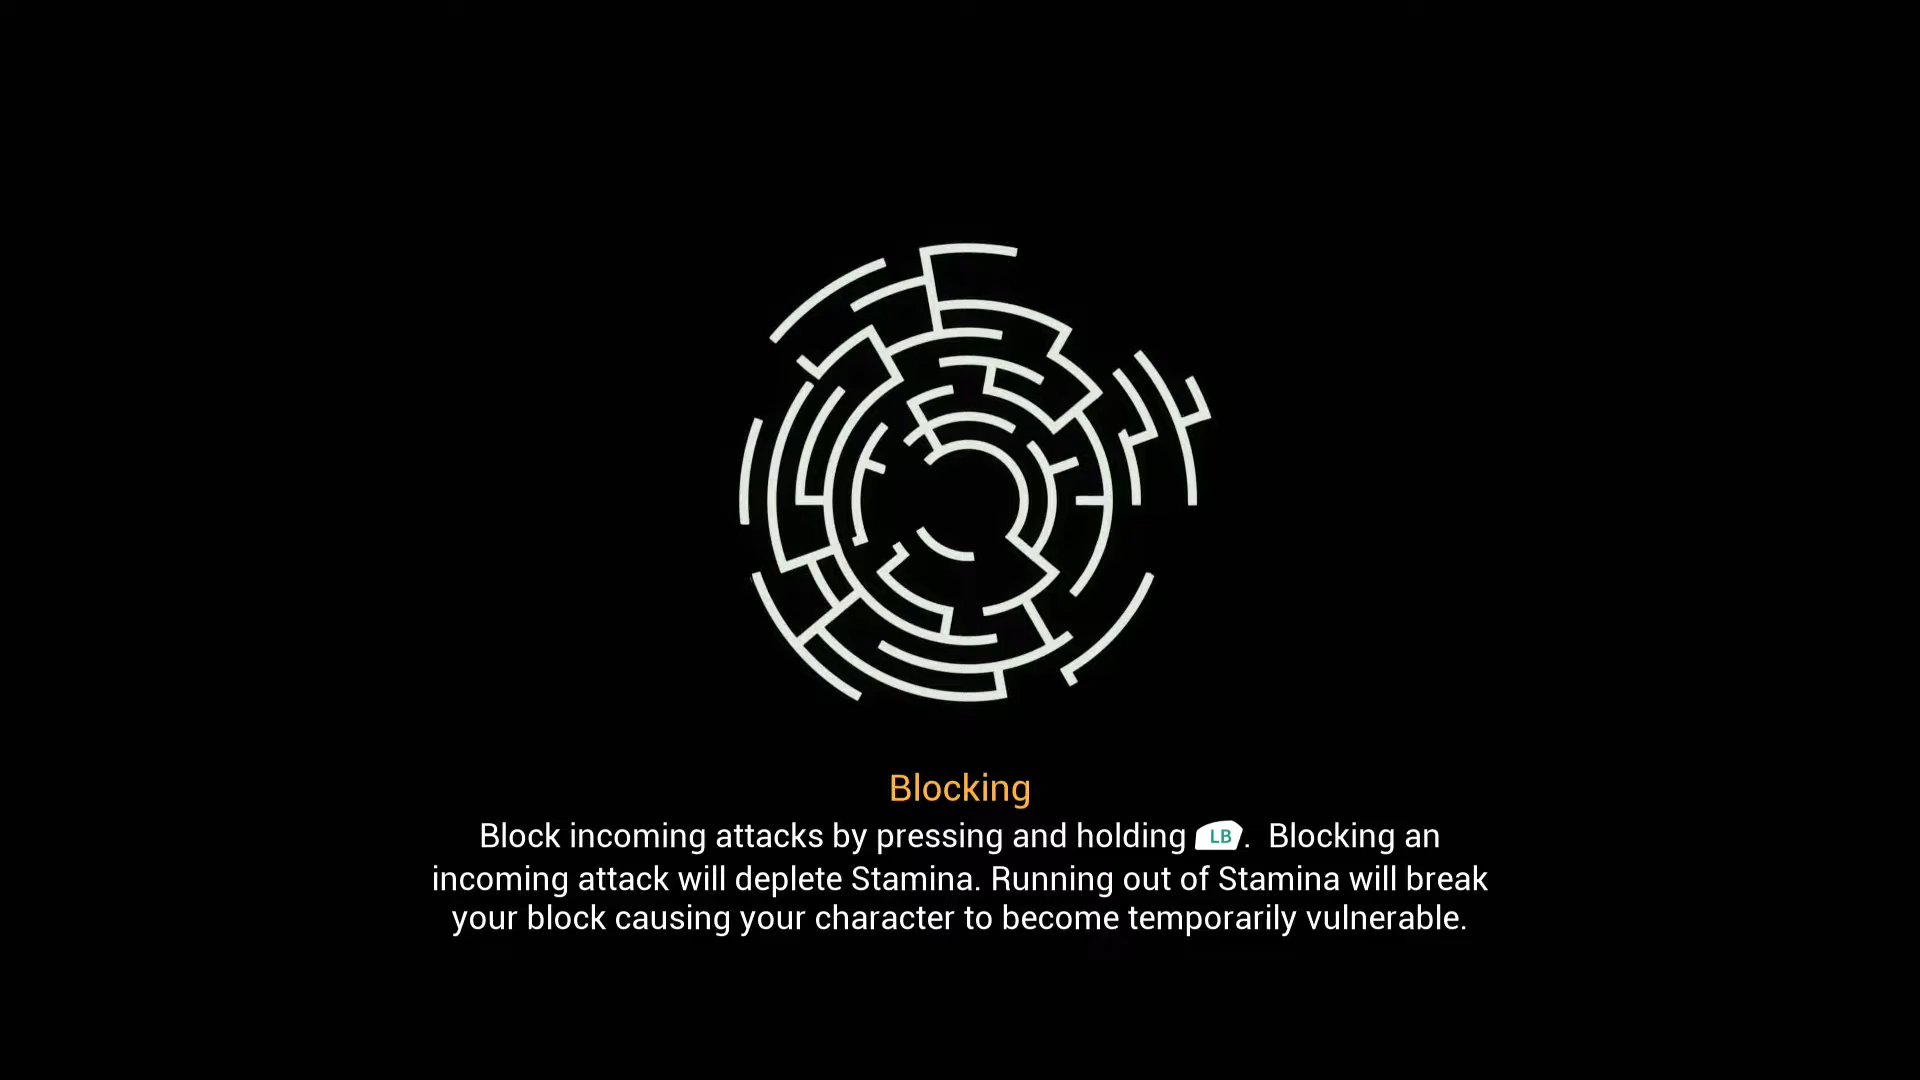 Blocking
Block incoming attacks by pressing and holding LB.  Blocking an
incoming attack will deplete Stamina. Running out of Stamina will break
your block causing your character to become temporarily vulnerable.